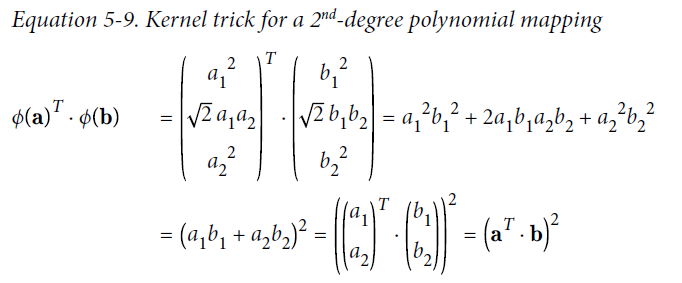 Equation 5-9. Kernel trick for a 2nd-degree polynomial mapping
ϕ(a)ᵀ · ϕ(b) = (a₁² √2 a₁a₂ a₂²)ᵀ · (b₁² √2 b₁b₂ b₂²) = a₁²b₁² + 2a₁b₁a₂b₂ + a₂²b₂²
= (a₁b₁ + a₂b₂)² = ((a₁ a₂)ᵀ · (b₁ b₂))² = (aᵀ · b)²